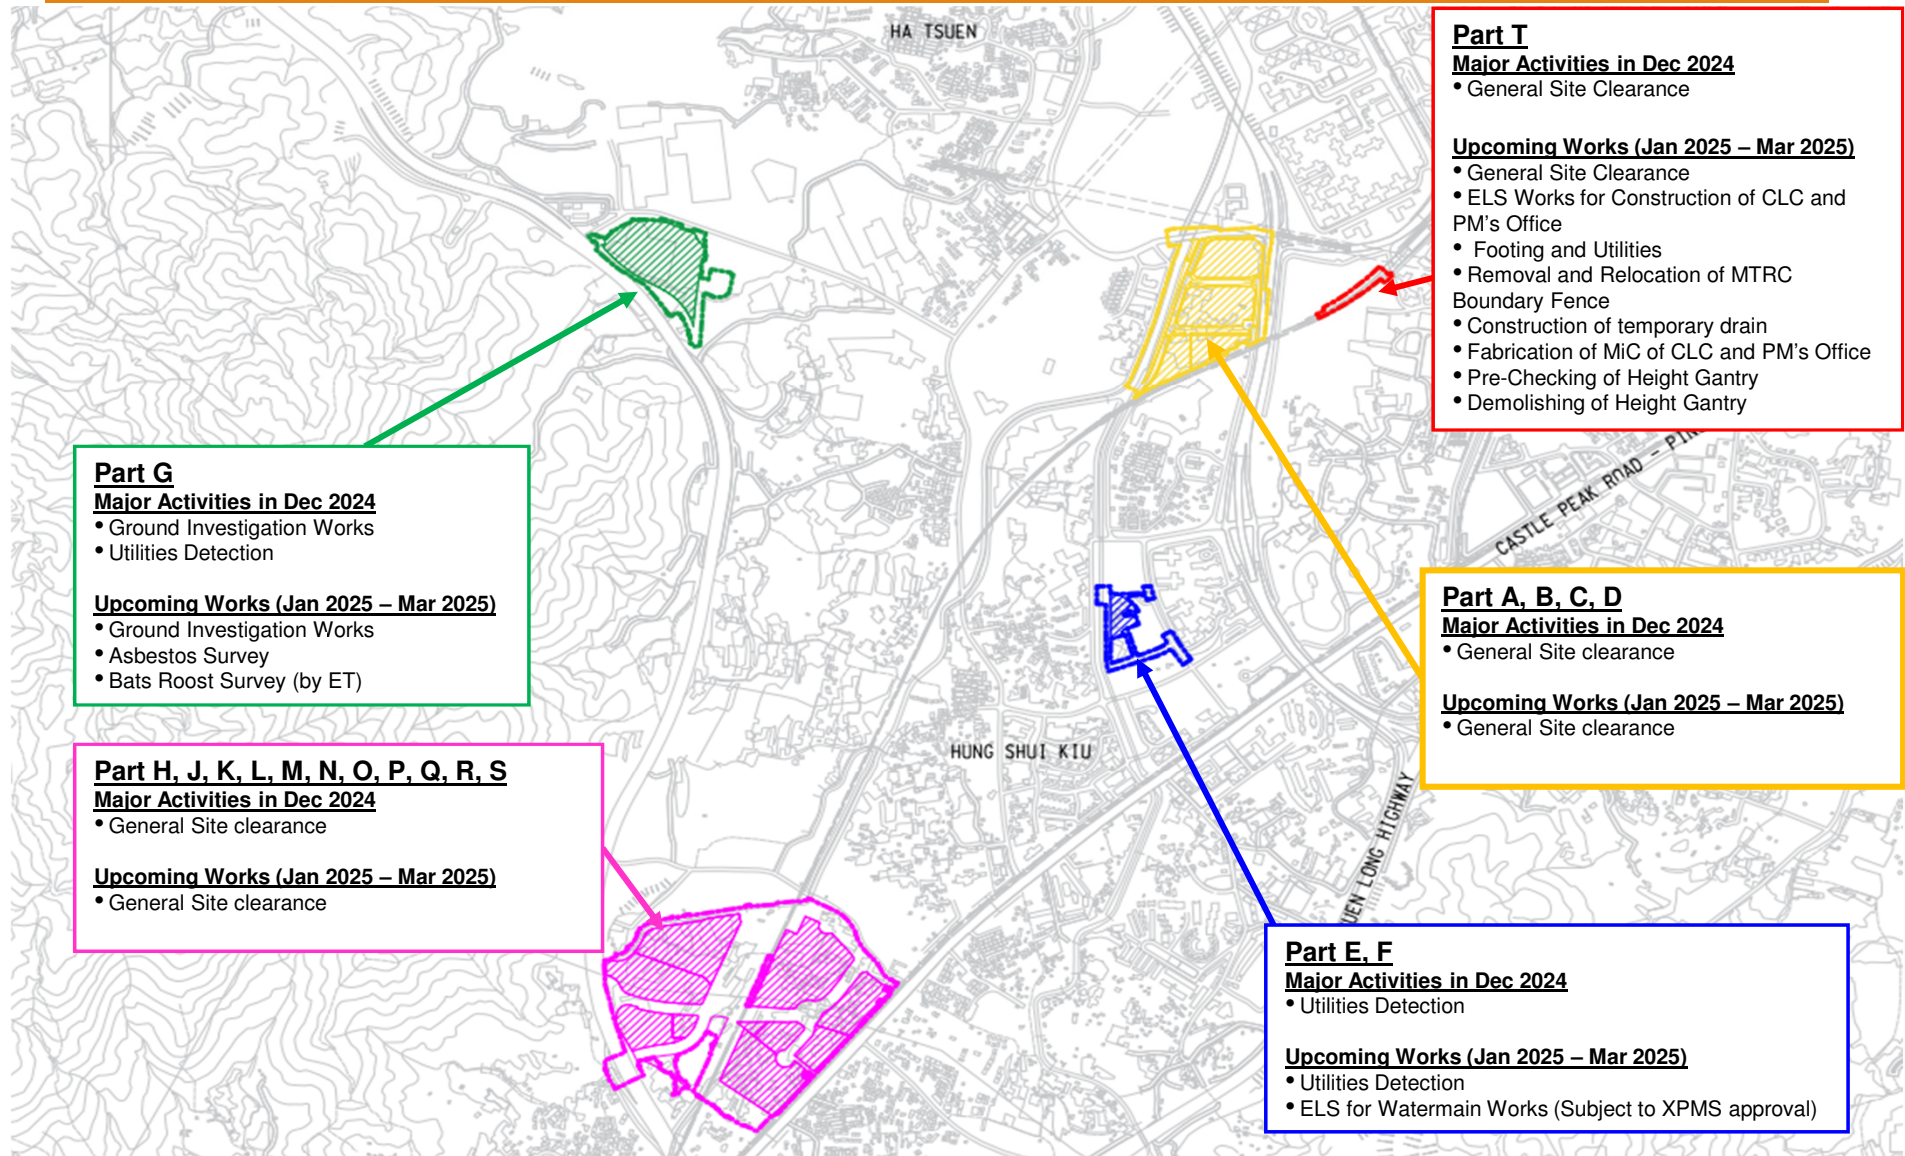 HA TSUEN
Part T
Major Activities in Dec 2024
• General Site Clearance
Upcoming Works (Jan 2025 – Mar 2025)
• General Site Clearance
• ELS Works for Construction of CLC and
PM's Office
• Footing and Utilities
• Removal and Relocation of MTRC
Boundary Fence
• Construction of temporary drain
• Fabrication of MiC of CLC and PM's Office
• Pre-Checking of Height Gantry
• Demolishing of Height Gantry
CASTLE PEAK ROAD -
Part G
Major Activities in Dec 2024
• Ground Investigation Works
• Utilities Detection
Upcoming Works (Jan 2025 – Mar 2025)
• Ground Investigation Works
• Asbestos Survey
• Bats Roost Survey (by ET)
Part A, B, C, D
Major Activities in Dec 2024
• General Site clearance
Upcoming Works (Jan 2025 – Mar 2025)
• General Site clearance
HUNG SHUI KIU
Part H, J, K, L, M, N, O, P, Q, R, S
Major Activities in Dec 2024
• General Site clearance
Upcoming Works (Jan 2025 – Mar 2025)
• General Site clearance
LONG HIGHWAY
Part E, F
Major Activities in Dec 2024
• Utilities Detection
Upcoming Works (Jan 2025 – Mar 2025)
• Utilities Detection
• ELS for Watermain Works (Subject to XPMS approval)